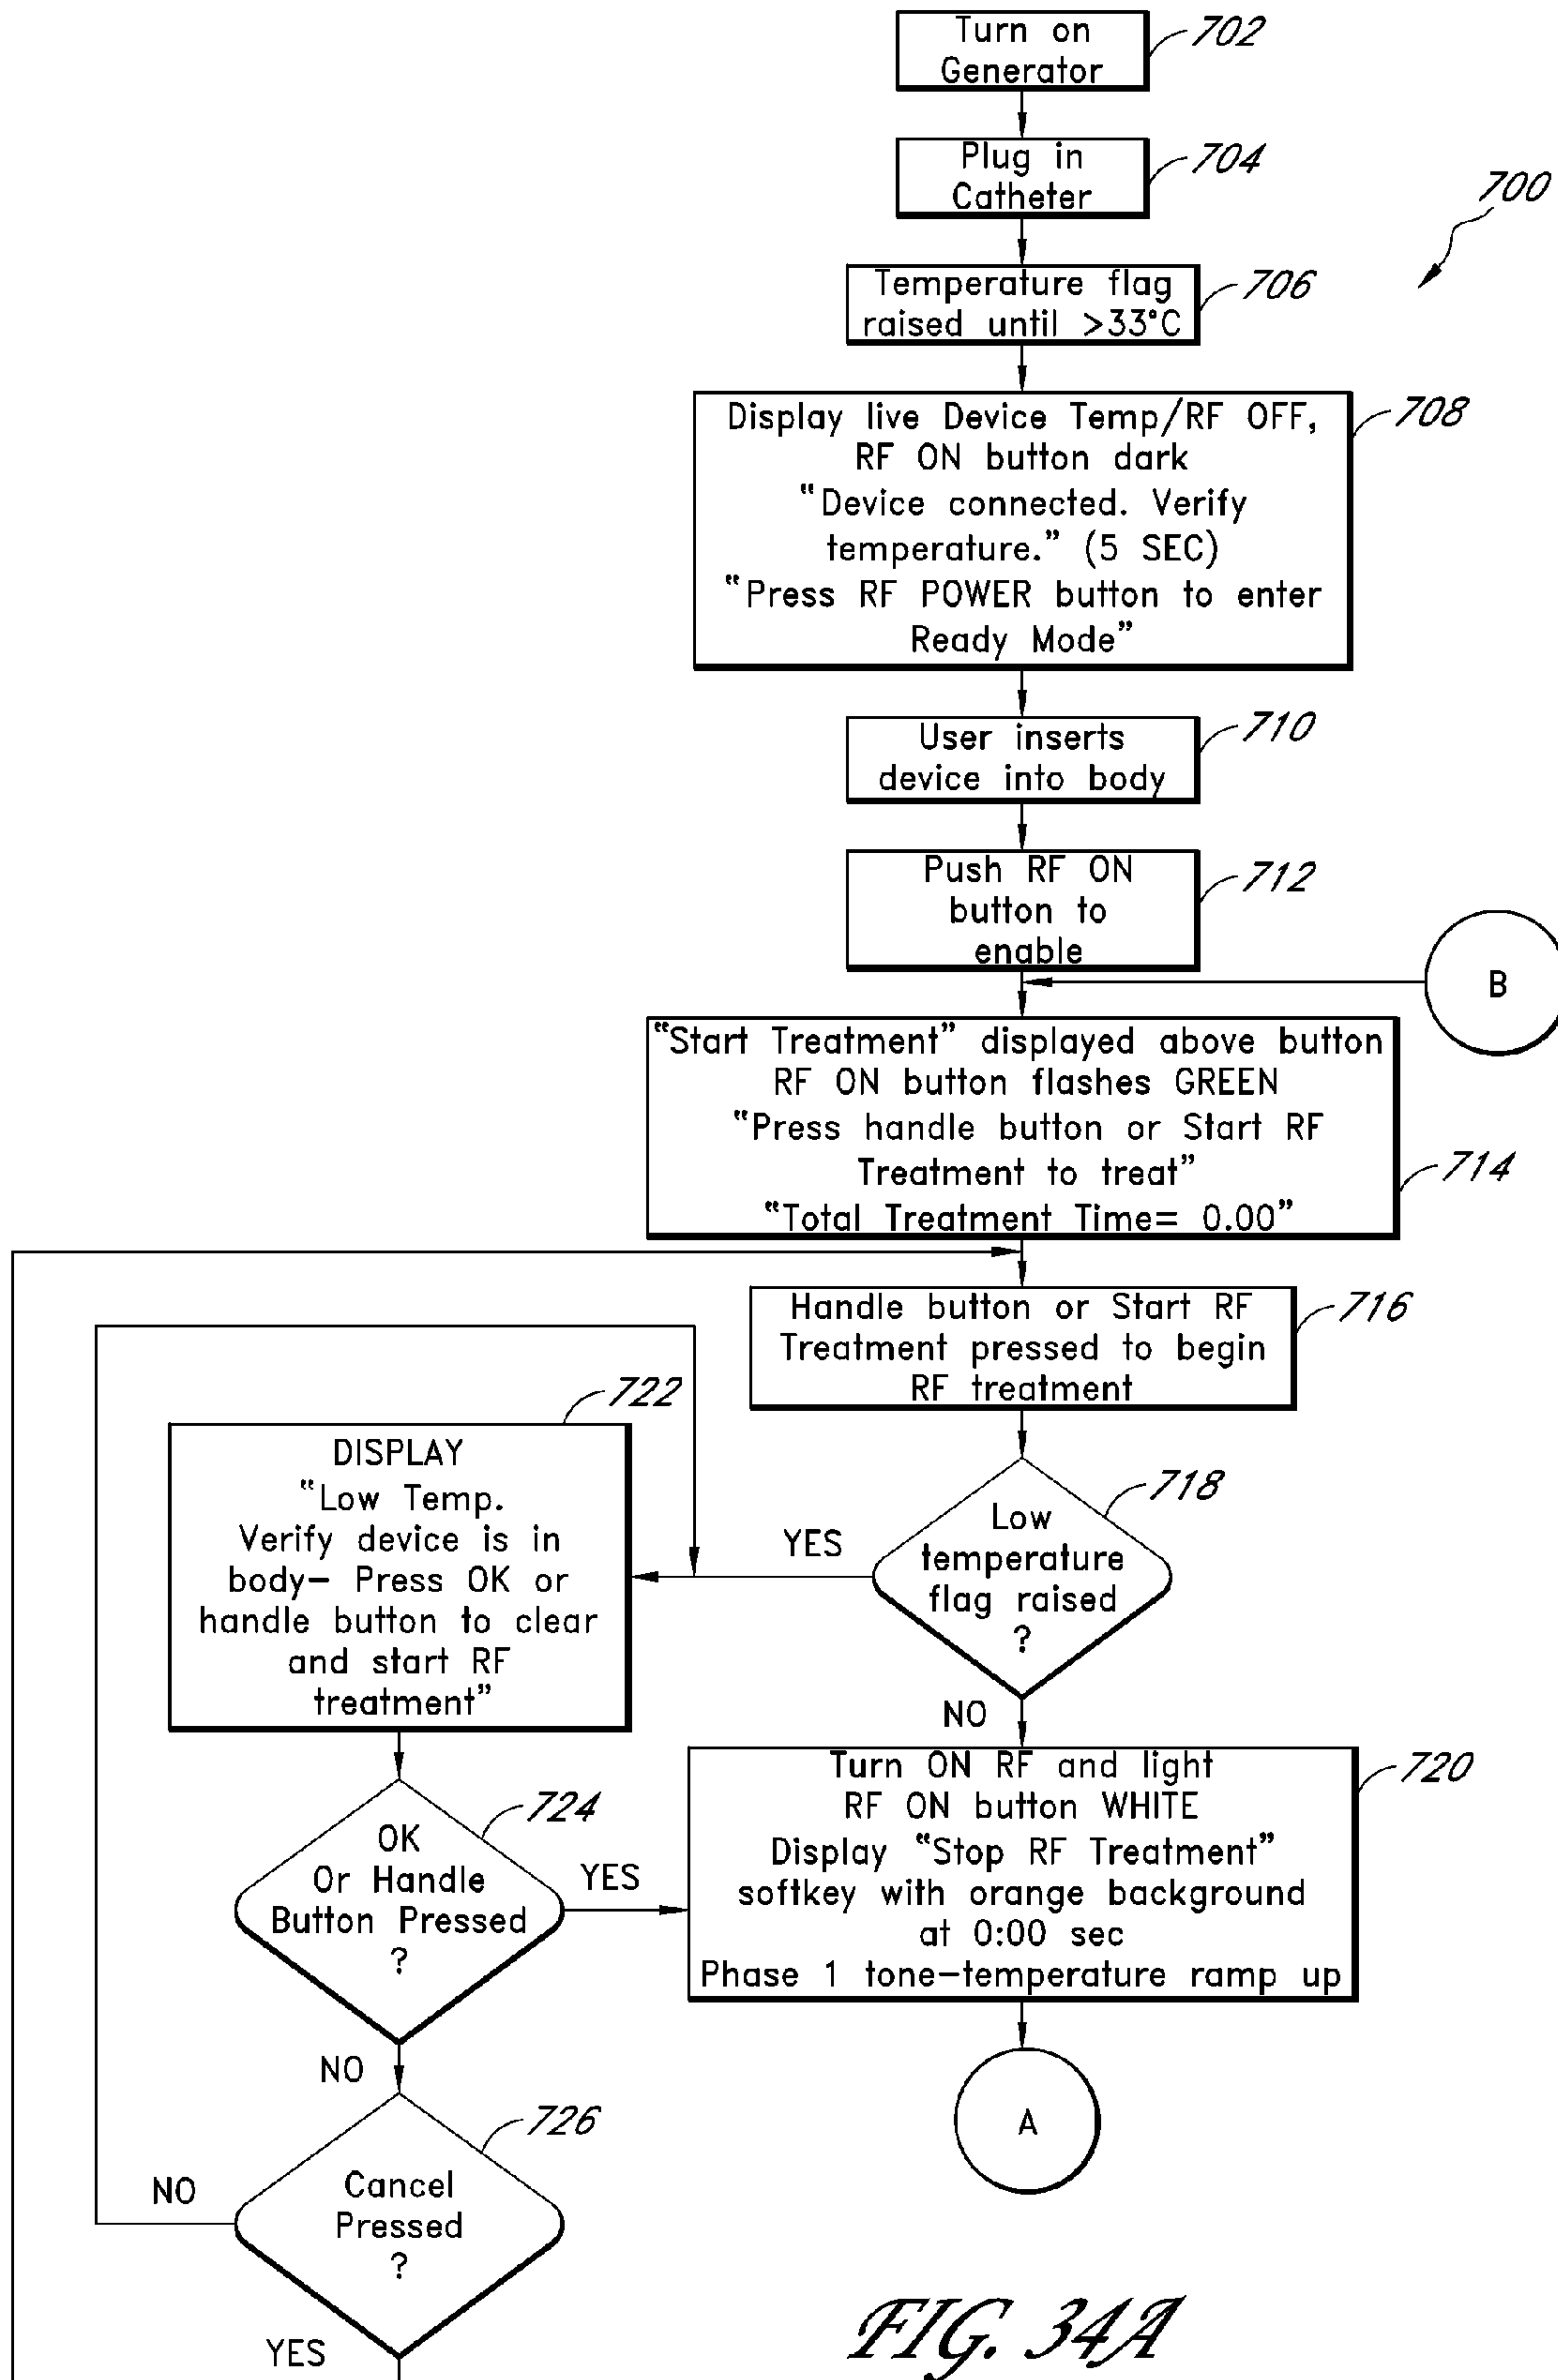 Turn on
Generator
702
Plug in
Catheter
704
700
Temperature flag
raised until >33°C
706
Display live Device Temp/RF OFF,
RF ON button dark
"Device connected. Verify
temperature." (5 SEC)
"Press RF POWER button to enter
Ready Mode"
708
User inserts
device into body
710
Push RF ON
button to
enable
712
B
"Start Treatment" displayed above button
RF ON button flashes GREEN
"Press handle button or Start RF
Treatment to treat"
"Total Treatment Time= 0.00"
714
Handle button or Start RF
Treatment pressed to begin
RF treatment
716
Low
temperature
flag raised
?
718
YES
NO
722
DISPLAY
"Low Temp.
Verify device is in
body– Press OK or
handle button to clear
and start RF
treatment"
Turn ON RF and light
RF ON button WHITE
Display "Stop RF Treatment"
softkey with orange background
at 0:00 sec
Phase 1 tone–temperature ramp up
720
OK
Or Handle
Button Pressed
?
724
YES
NO
A
Cancel
Pressed
?
726
NO
YES
FIG. 34A